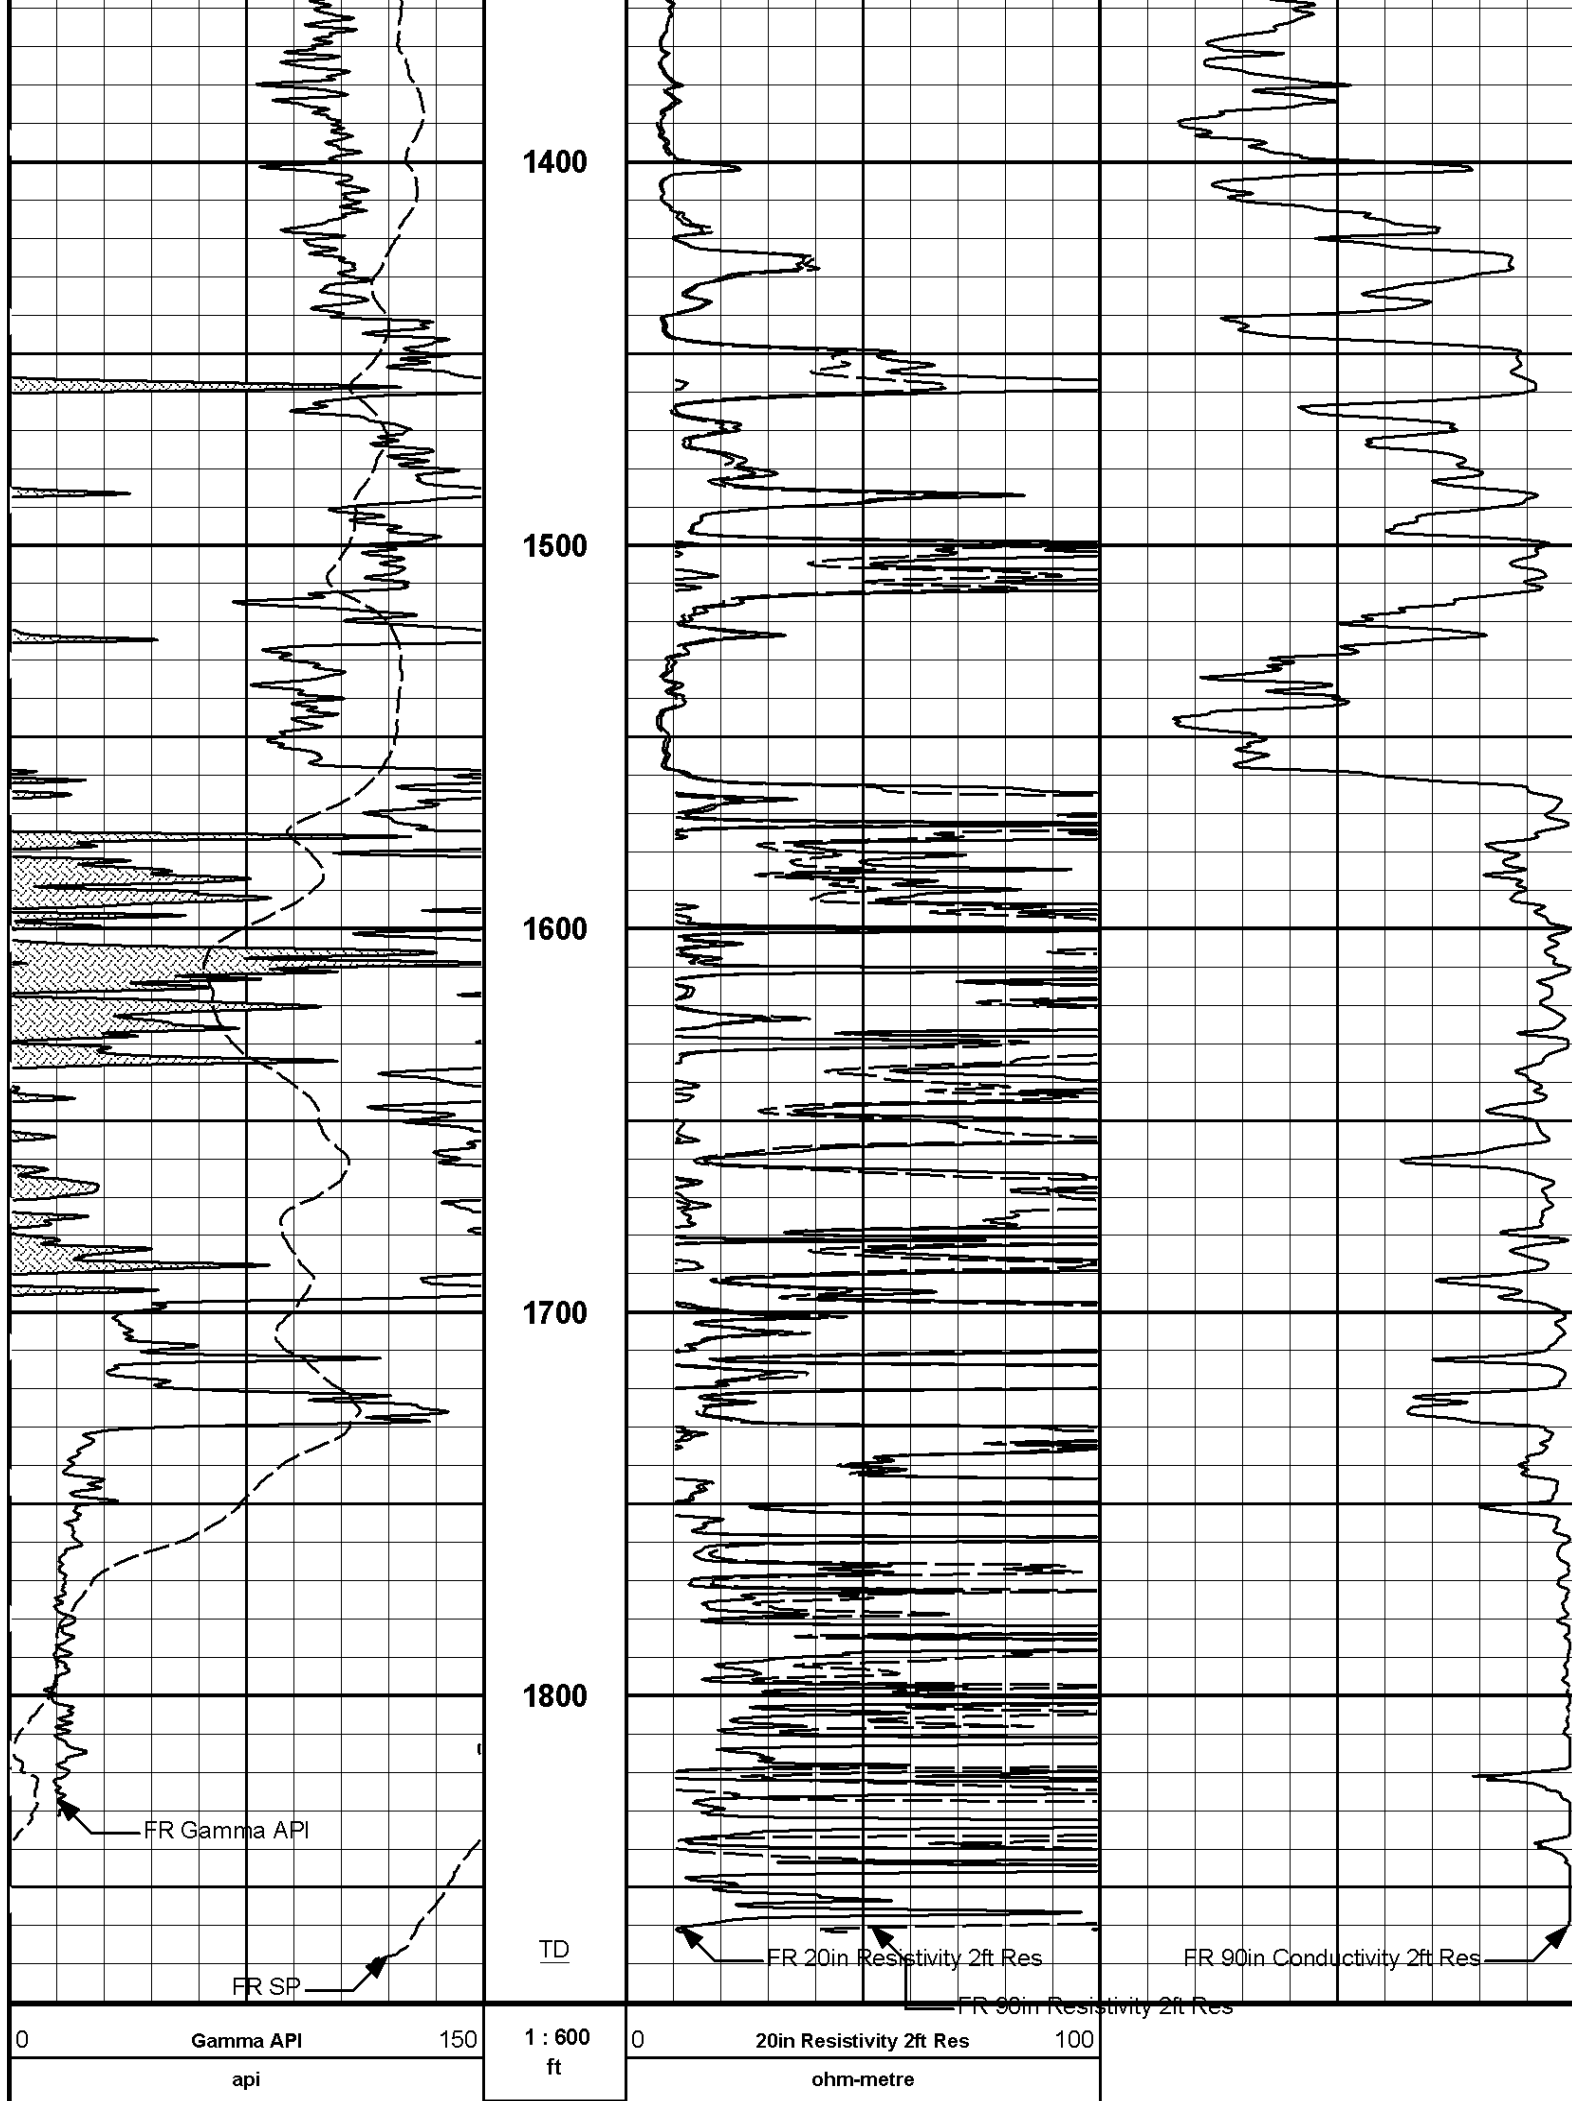 1400
1500
1600
1700
1800
FR Gamma API
TD
FR 20in Resistivity 2ft Res
FR 90in Conductivity 2ft Res
FR SP
FR 90in Resistivity 2ft Res
0 Gamma API 150
1 : 600
0 20in Resistivity 2ft Res 100
ft
api
ohm-metre